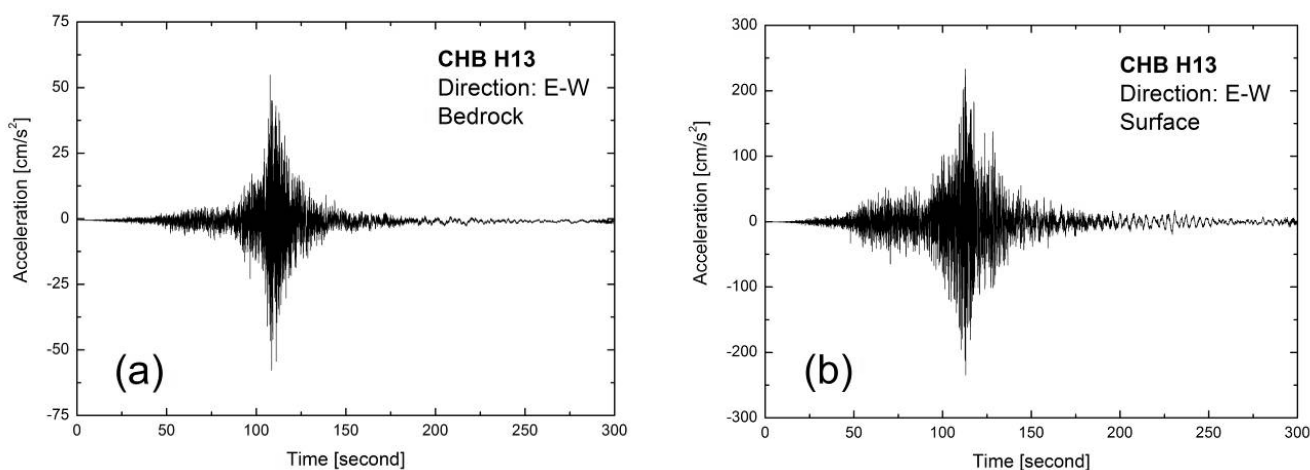 75
50
25
0
-25
-50
-75
Acceleration [cm/s²]
CHB H13
Direction: E-W
Bedrock
(a)
0 50 100 150 200 250 300
Time [second]
300
200
100
0
-100
-200
-300
Acceleration [cm/s²]
CHB H13
Direction: E-W
Surface
(b)
0 50 100 150 200 250 300
Time [second]